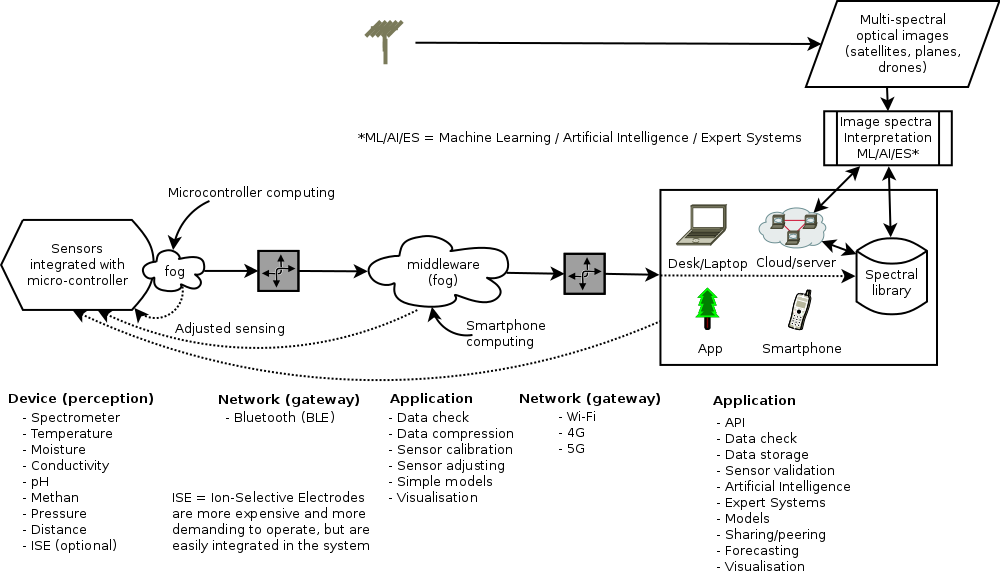 Multi-spectral
optical images
(satellites, planes,
drones)
*ML/AI/ES = Machine Learning / Artificial Intelligence / Expert Systems
Image spectra
Interpretation
ML/AI/ES*
Microcontroller computing
Sensors
integrated with
micro-controller
fog
middleware
(fog)
Desk/Laptop
Cloud/server
Spectral
library
App
Smartphone
Adjusted sensing
Smartphone
computing
Device (perception)
- Spectrometer
- Temperature
- Moisture
- Conductivity
- pH
- Methan
- Pressure
- Distance
- ISE (optional)
Network (gateway)
- Bluetooth (BLE)
ISE = Ion-Selective Electrodes
are more expensive and more
demanding to operate, but are
easily integrated in the system
Application
- Data check
- Data compression
- Sensor calibration
- Sensor adjusting
- Simple models
- Visualisation
Network (gateway)
- Wi-Fi
- 4G
- 5G
Application
- API
- Data check
- Data storage
- Sensor validation
- Artificial Intelligence
- Expert Systems
- Models
- Sharing/peering
- Forecasting
- Visualisation